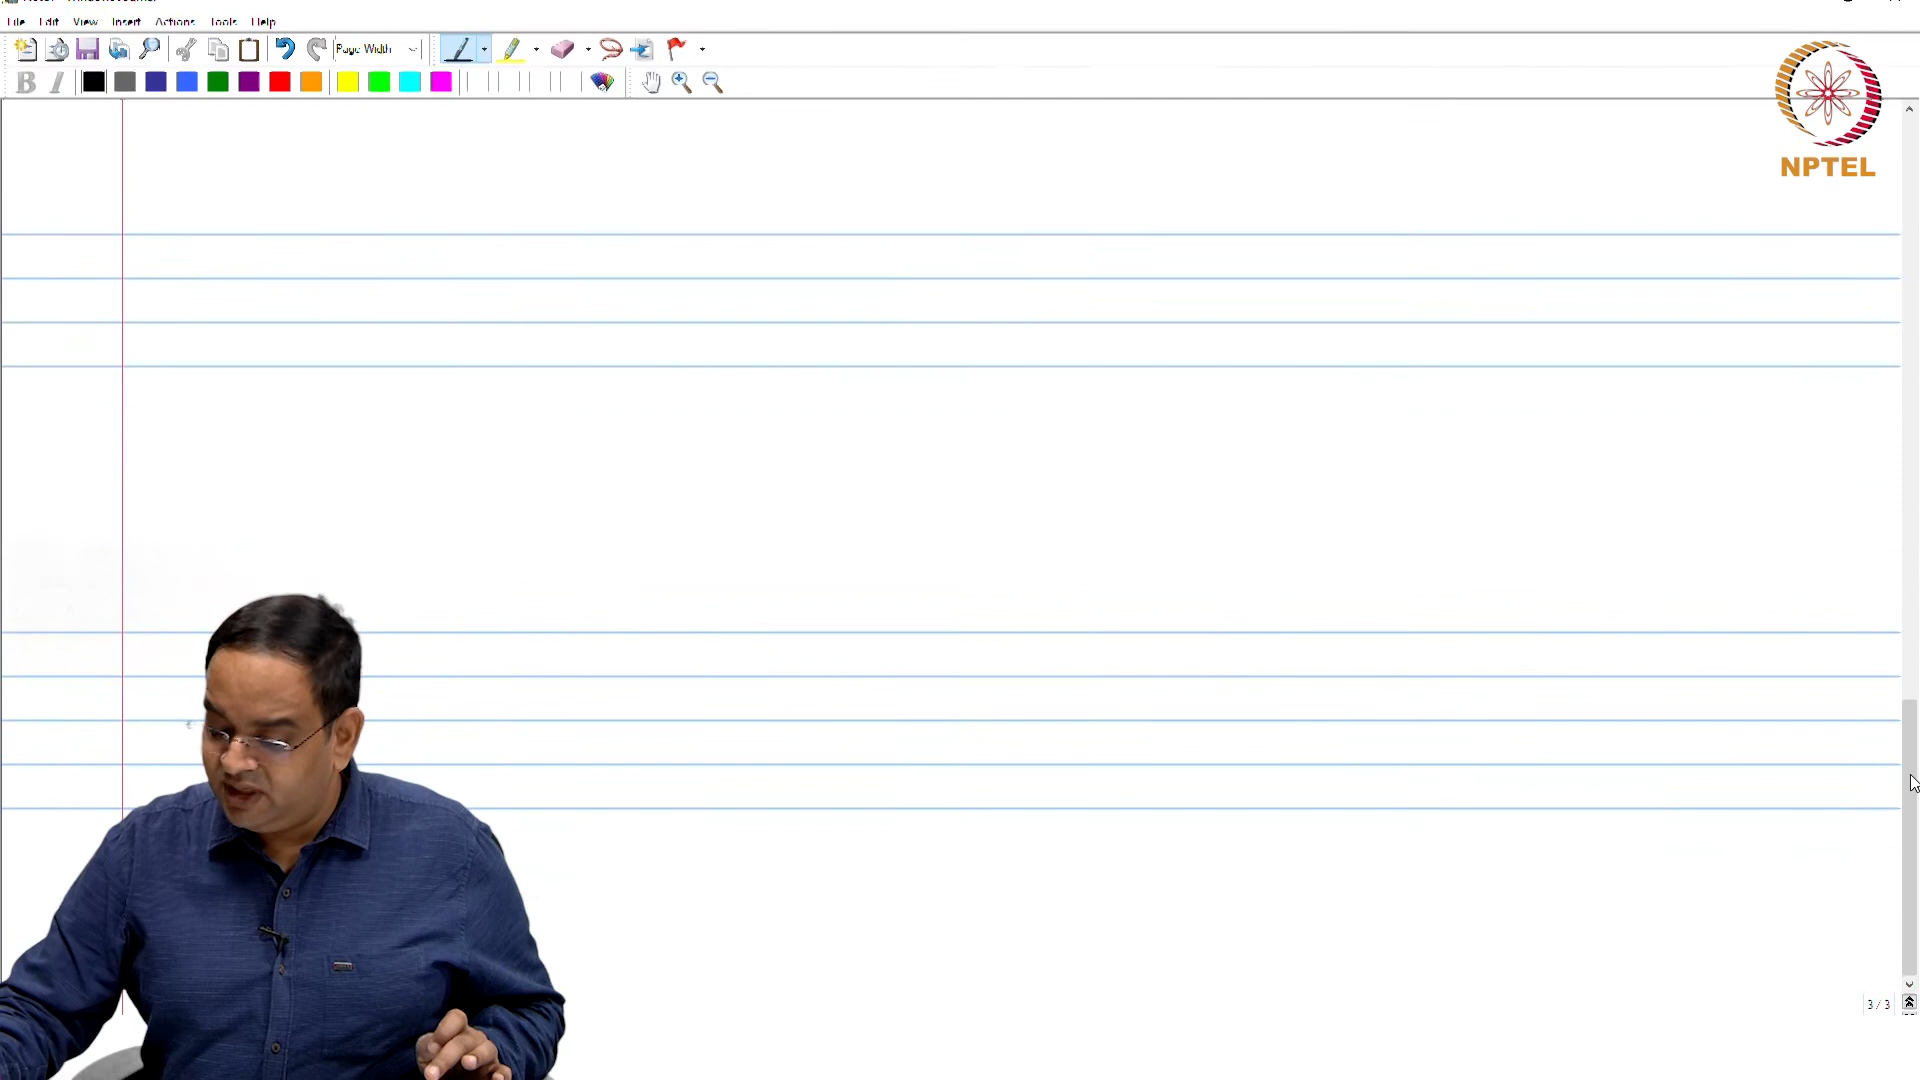 File Edit View Insert Actions Tools Help
Page Width
B I
NPTEL
3 / 3